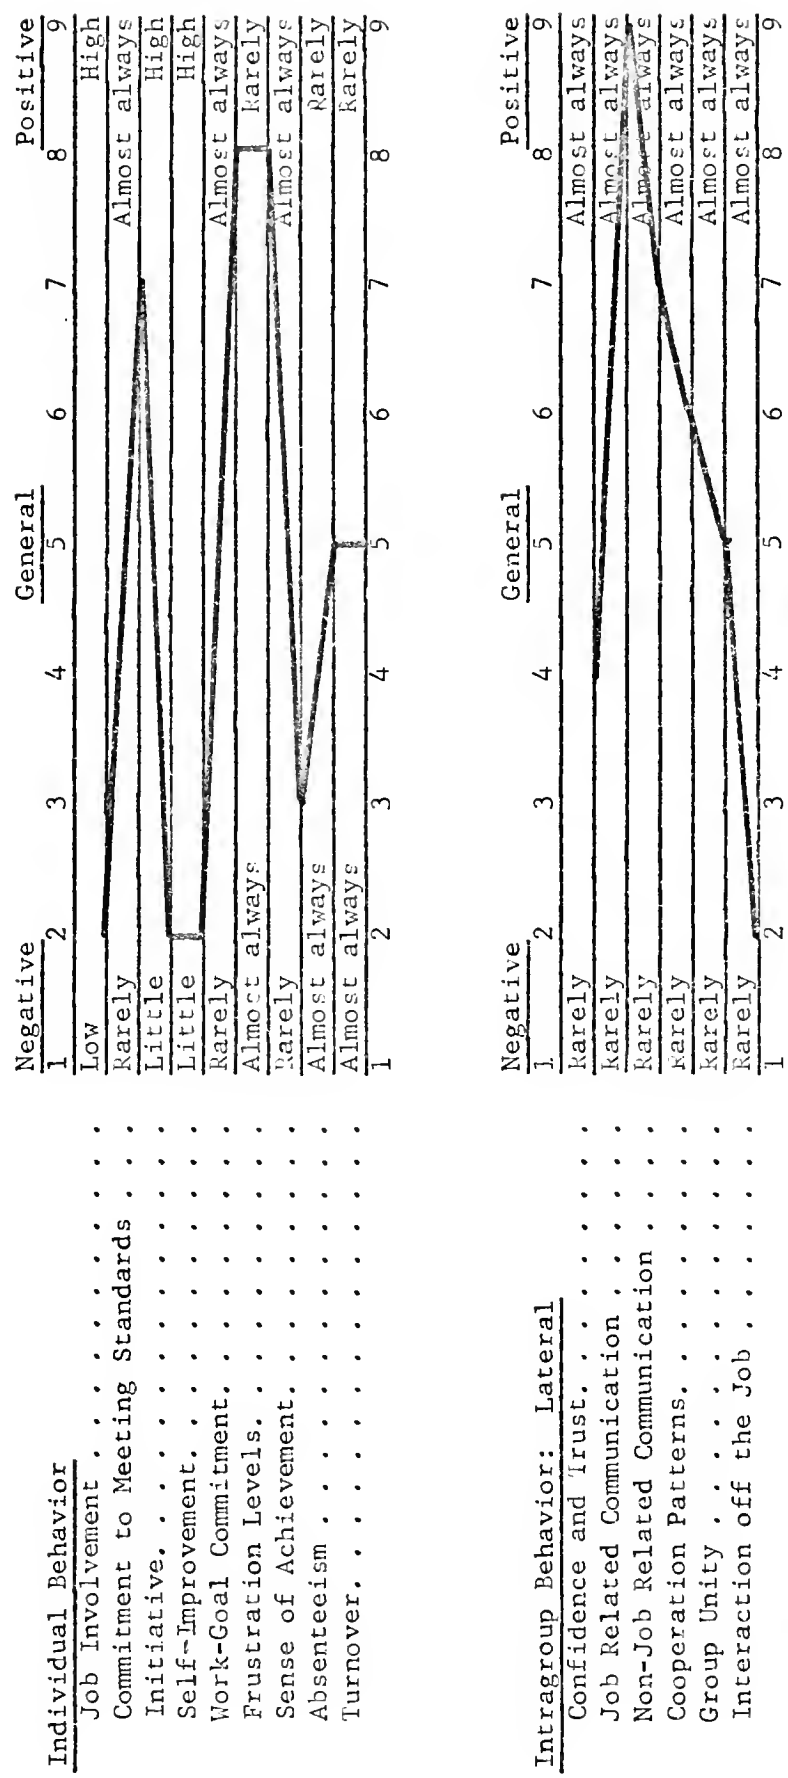 Negative General Positive
Individual Behavior 1 2 3 4 5 6 7 8 9
Job Involvement . . . . . . . . . . Low High
Commitment to Meeting Standards . . . Rarely Almost always
Initiative. . . . . . . . . . . . . Little High
Self-Improvement. . . . . . . . . . Little High
Work-Goal Commitment. . . . . . . . Rarely Almost always
Frustration Levels. . . . . . . . . Almost always Rarely
Sense of Achievement. . . . . . . . Rarely Almost always
Absenteeism . . . . . . . . . . . . Almost always Rarely
Turnover. . . . . . . . . . . . . . Almost always Rarely
1 2 3 4 5 6 7 8 9
Negative General Positive
Intragroup Behavior: Lateral 1 2 3 4 5 6 7 8 9
Confidence and Trust. . . . . . . . Rarely Almost always
Job Related Communication . . . . . Rarely Almost always
Non-Job Related Communication . . . Rarely Almost always
Cooperation Patterns. . . . . . . . Rarely Almost always
Group Unity . . . . . . . . . . . . Rarely Almost always
Interaction off the Job . . . . . . Rarely Almost always
1 2 3 4 5 6 7 8 9